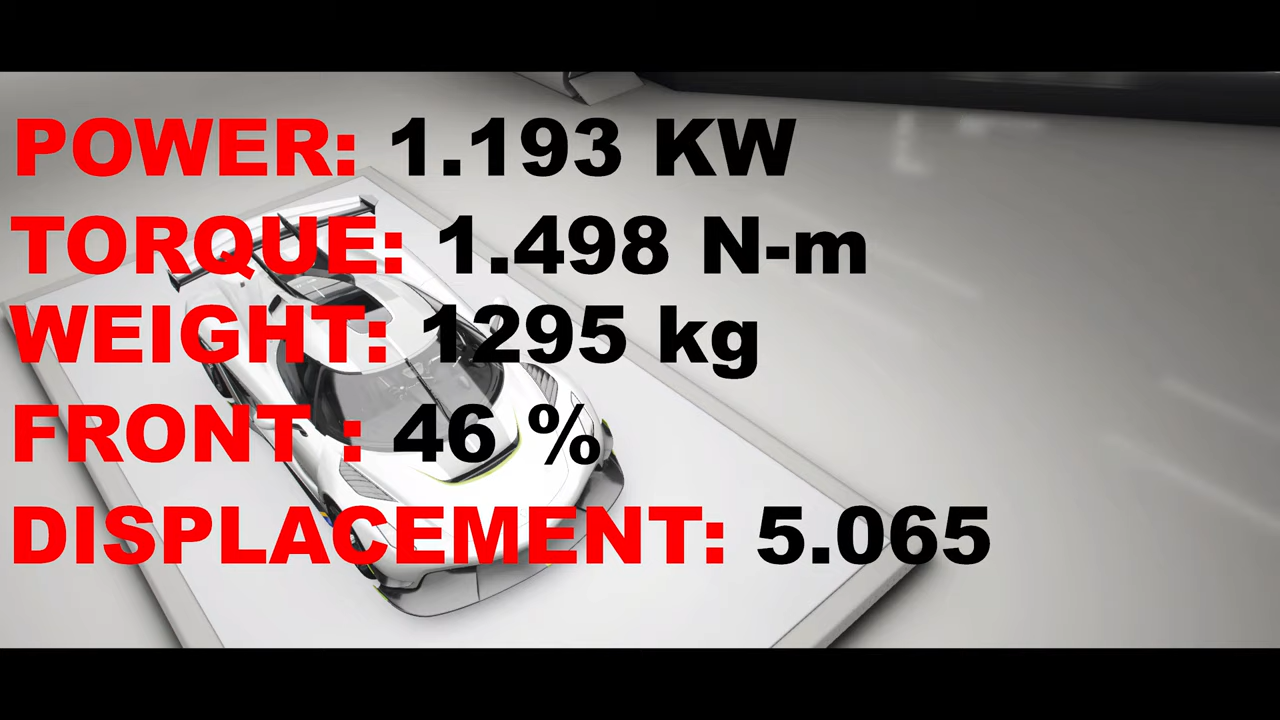 POWER: 1.193 KW
TORQUE: 1.498 N-m
WEIGHT: 1295 kg
FRONT : 46 %
DISPLACEMENT: 5.065